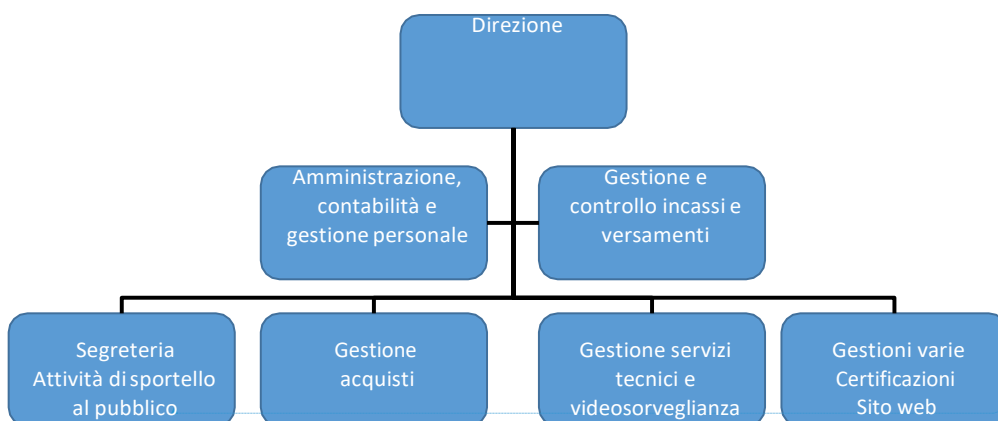 Direzione
Amministrazione,
contabilità e
gestione personale
Gestione e
controllo incassi e
versamenti
Segreteria
Attività di sportello
al pubblico
Gestione
acquisti
Gestione servizi
tecnici e
videosorveglianza
Gestioni varie
Certificazioni
Sito web